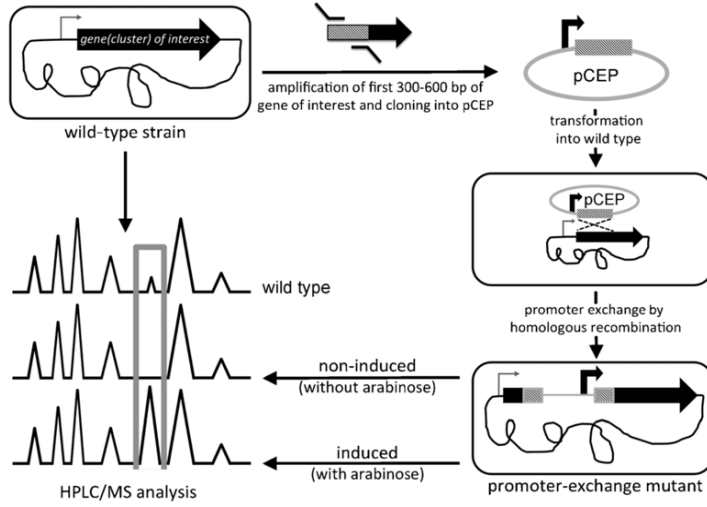 gene(cluster) of interest
wild-type strain
amplification of first 300-600 bp of
gene of interest and cloning into pCEP
pCEP
transformation
into wild type
pCEP
promoter exchange by
homologous recombination
wild type
non-induced
(without arabinose)
induced
(with arabinose)
HPLC/MS analysis
promoter-exchange mutant